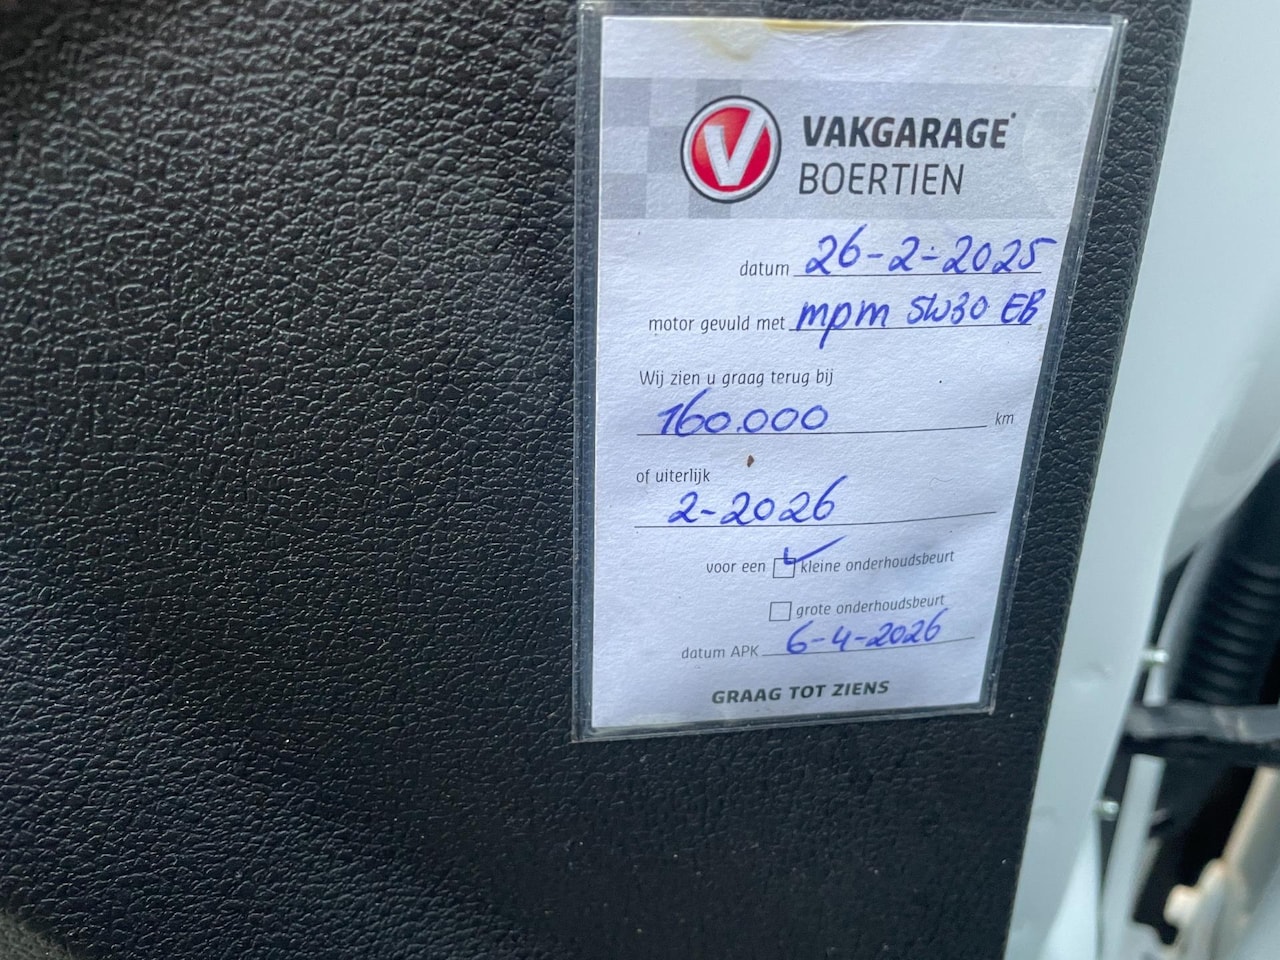 VAKGARAGE
BOERTIEN
datum 26-2-2025
motor gevuld met mpm 5W30 EB
Wij zien u graag terug bij
160.000 km
of uiterlijk
2-2026
voor een kleine onderhoudsbeurt
grote onderhoudsbeurt
datum APK 6-4-2026
GRAAG TOT ZIENS